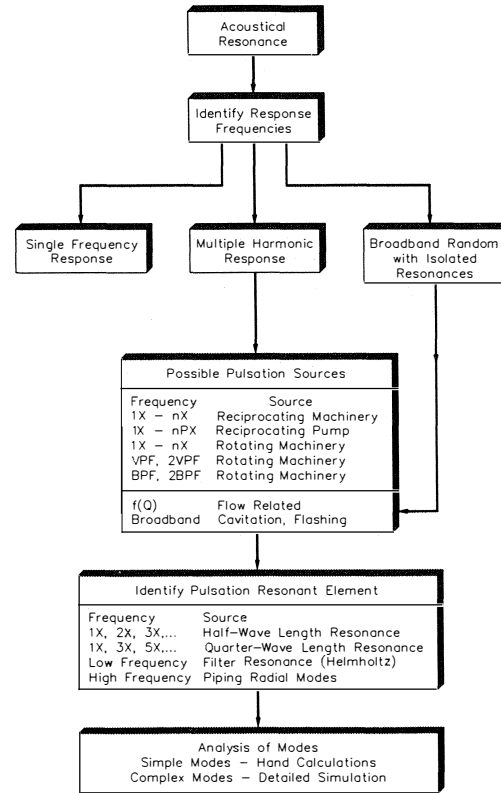 Acoustical
Resonance
Identify Response
Frequencies
Single Frequency
Response
Multiple Harmonic
Response
Broadband Random
with Isolated
Resonances
Possible Pulsation Sources
Frequency Source
1X – nX Reciprocating Machinery
1X – nPX Reciprocating Pump
1X – nX Rotating Machinery
VPF, 2VPF Rotating Machinery
BPF, 2BPF Rotating Machinery
f(Q) Flow Related
Broadband Cavitation, Flashing
Identify Pulsation Resonant Element
Frequency Source
1X, 2X, 3X,... Half–Wave Length Resonance
1X, 3X, 5X,... Quarter–Wave Length Resonance
Low Frequency Filter Resonance (Helmholtz)
High Frequency Piping Radial Modes
Analysis of Modes
Simple Modes – Hand Calculations
Complex Modes – Detailed Simulation